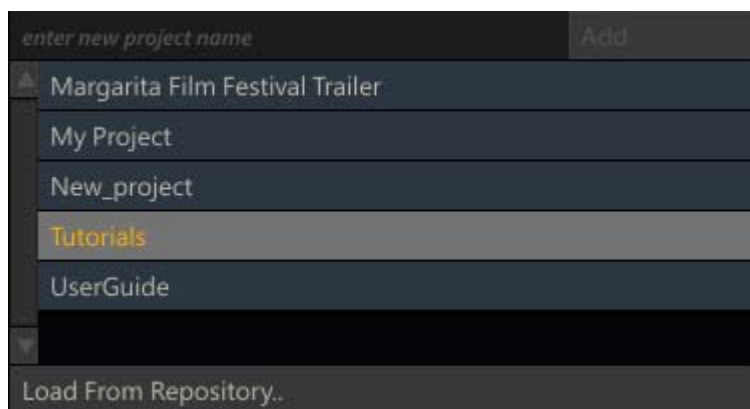 enter new project name
Add
Margarita Film Festival Trailer
My Project
New_project
Tutorials
UserGuide
Load From Repository..